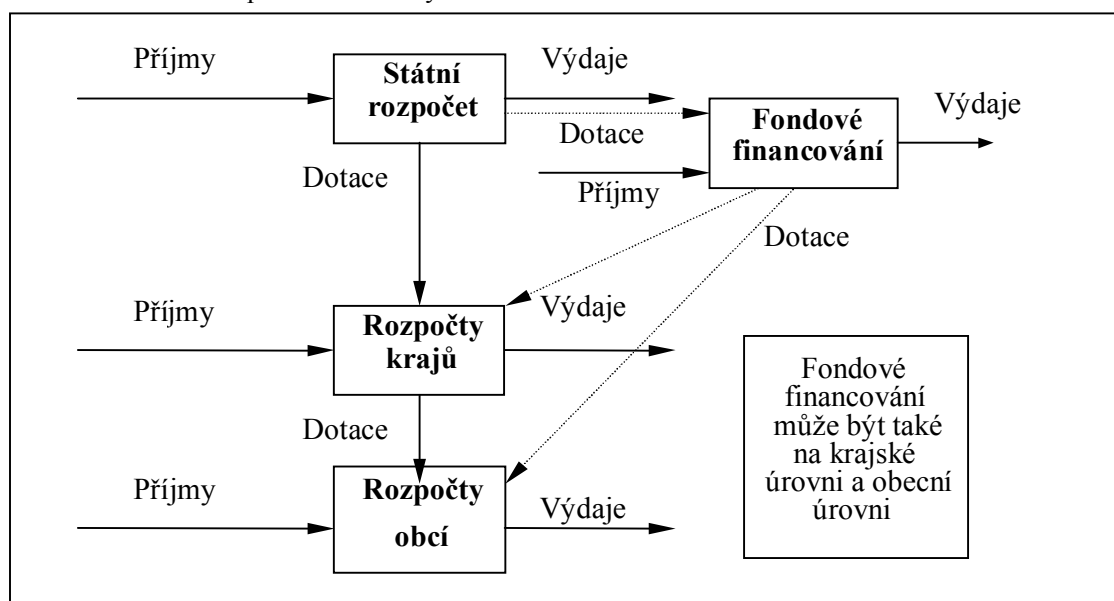 Příjmy
Státní
rozpočet
Výdaje
Dotace
Příjmy
Fondové
financování
Výdaje
Dotace
Dotace
Příjmy
Rozpočty
krajů
Výdaje
Dotace
Příjmy
Rozpočty
obcí
Výdaje
Fondové
financování
může být také
na krajské
úrovni a obecní
úrovni